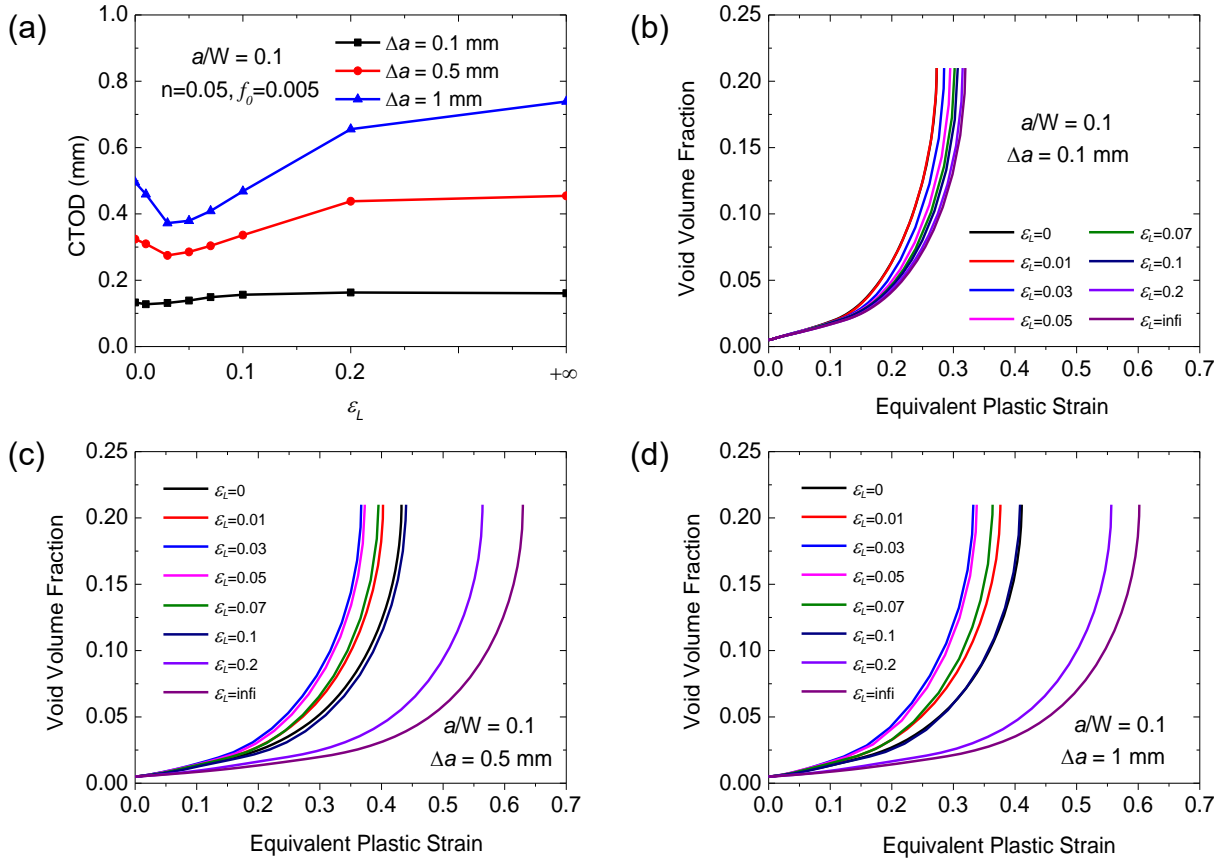 (a)
1.0
0.8
0.6
0.4
0.2
0.0
CTOD (mm)
a/W = 0.1
n=0.05, f0=0.005
Δa = 0.1 mm
Δa = 0.5 mm
Δa = 1 mm
0.0 0.1 0.2 +∞
εL
(b)
0.25
0.20
0.15
0.10
0.05
0.00
Void Volume Fraction
a/W = 0.1
Δa = 0.1 mm
εL=0 εL=0.07
εL=0.01 εL=0.1
εL=0.03 εL=0.2
εL=0.05 εL=infi
0.0 0.1 0.2 0.3 0.4 0.5 0.6 0.7
Equivalent Plastic Strain
(c)
0.25
0.20
0.15
0.10
0.05
0.00
Void Volume Fraction
εL=0
εL=0.01
εL=0.03
εL=0.05
εL=0.07
εL=0.1
εL=0.2
εL=infi
a/W = 0.1
Δa = 0.5 mm
0.0 0.1 0.2 0.3 0.4 0.5 0.6 0.7
Equivalent Plastic Strain
(d)
0.25
0.20
0.15
0.10
0.05
0.00
Void Volume Fraction
εL=0
εL=0.01
εL=0.03
εL=0.05
εL=0.07
εL=0.1
εL=0.2
εL=infi
a/W = 0.1
Δa = 1 mm
0.0 0.1 0.2 0.3 0.4 0.5 0.6 0.7
Equivalent Plastic Strain